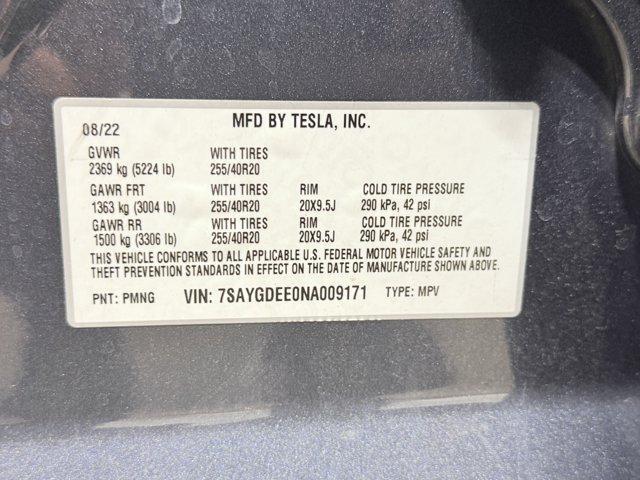 MFD BY TESLA, INC.
08/22
GVWR WITH TIRES
2369 kg (5224 lb) 255/40R20
GAWR FRT WITH TIRES RIM COLD TIRE PRESSURE
1363 kg (3004 lb) 255/40R20 20X9.5J 290 kPa, 42 psi
GAWR RR WITH TIRES RIM COLD TIRE PRESSURE
1500 kg (3306 lb) 255/40R20 20X9.5J 290 kPa, 42 psi
THIS VEHICLE CONFORMS TO ALL APPLICABLE U.S. FEDERAL MOTOR VEHICLE SAFETY AND
THEFT PREVENTION STANDARDS IN EFFECT ON THE DATE OF MANUFACTURE SHOWN ABOVE.
PNT: PMNG VIN: 7SAYGDEE0NA009171 TYPE: MPV